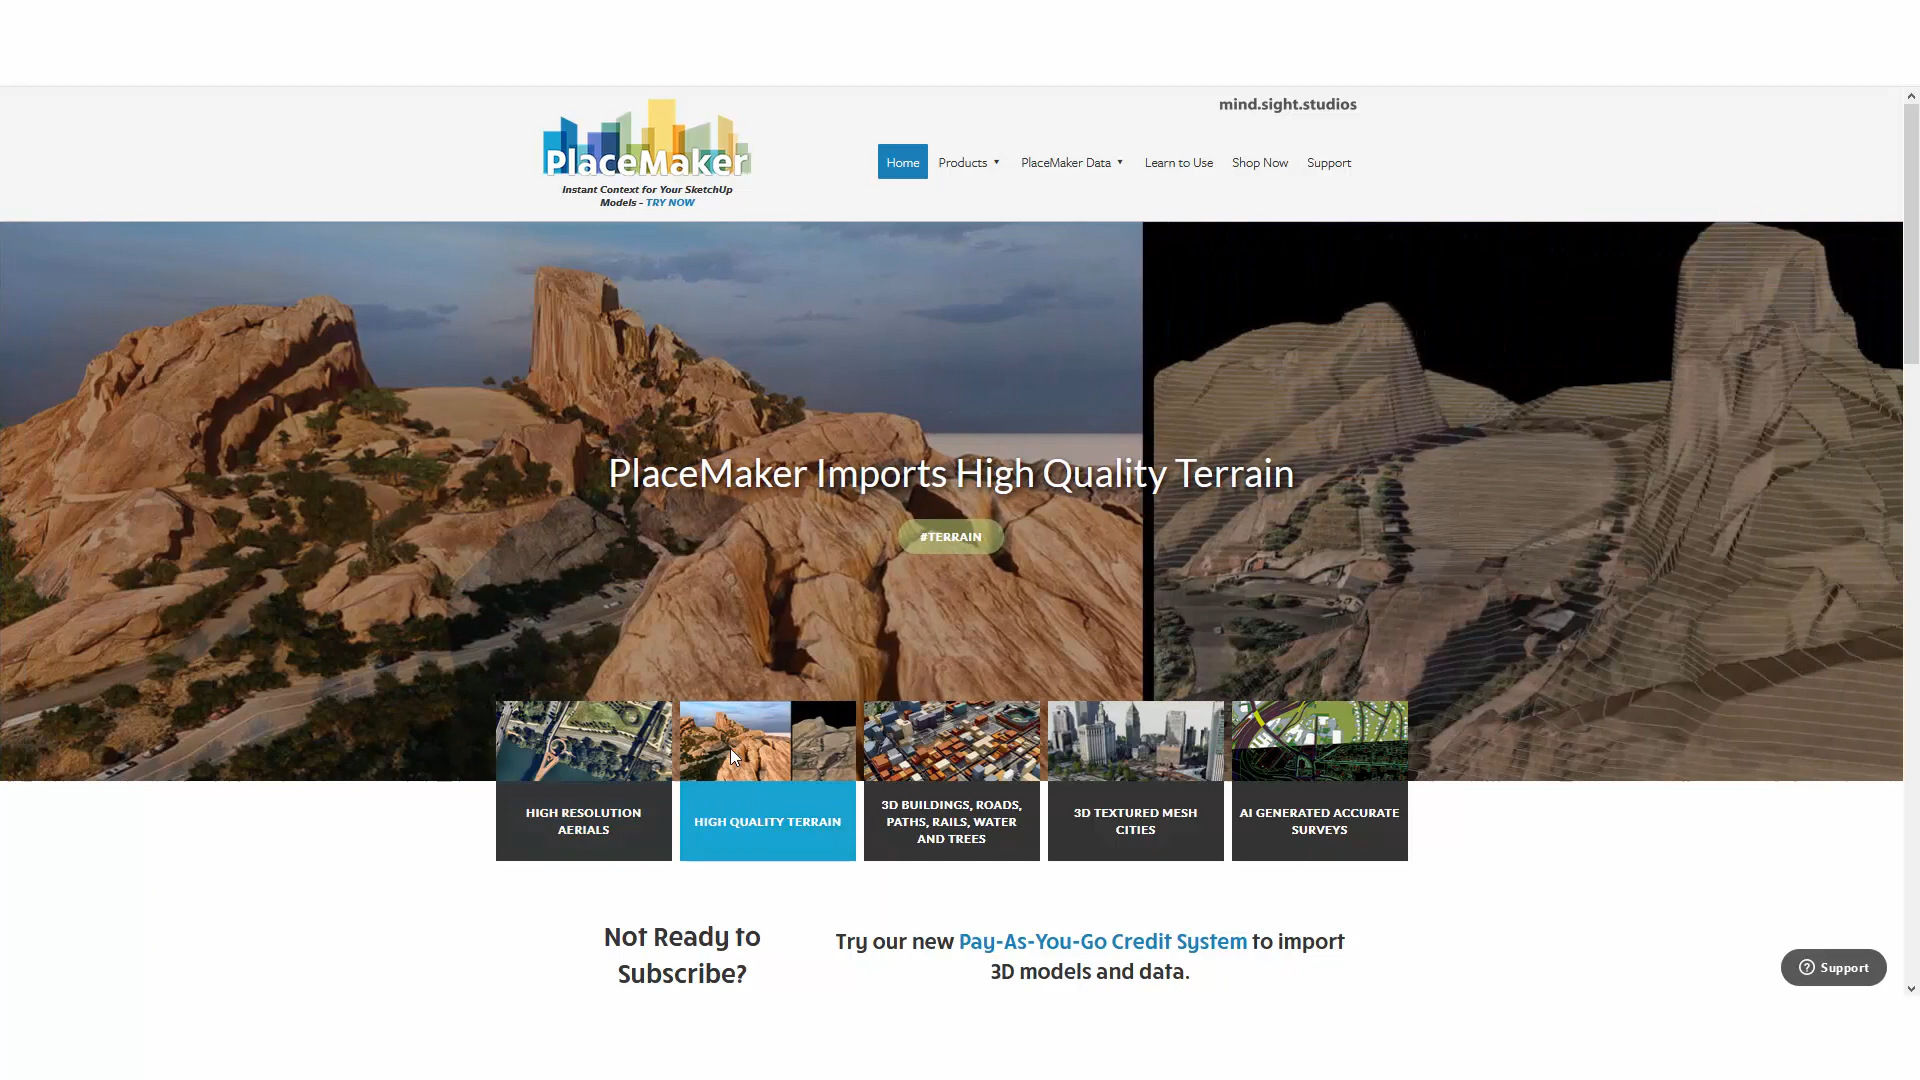 mind.sight.studios
PlaceMaker
Instant Context for Your SketchUp
Models - TRY NOW
Home
Products
PlaceMaker Data
Learn to Use
Shop Now
Support
PlaceMaker Imports High Quality Terrain
#TERRAIN
HIGH RESOLUTION
AERIALS
HIGH QUALITY TERRAIN
3D BUILDINGS, ROADS,
PATHS, RAILS, WATER
AND TREES
3D TEXTURED MESH
CITIES
AI GENERATED ACCURATE
SURVEYS
Not Ready to
Subscribe?
Try our new Pay-As-You-Go Credit System to import
3D models and data.
Support